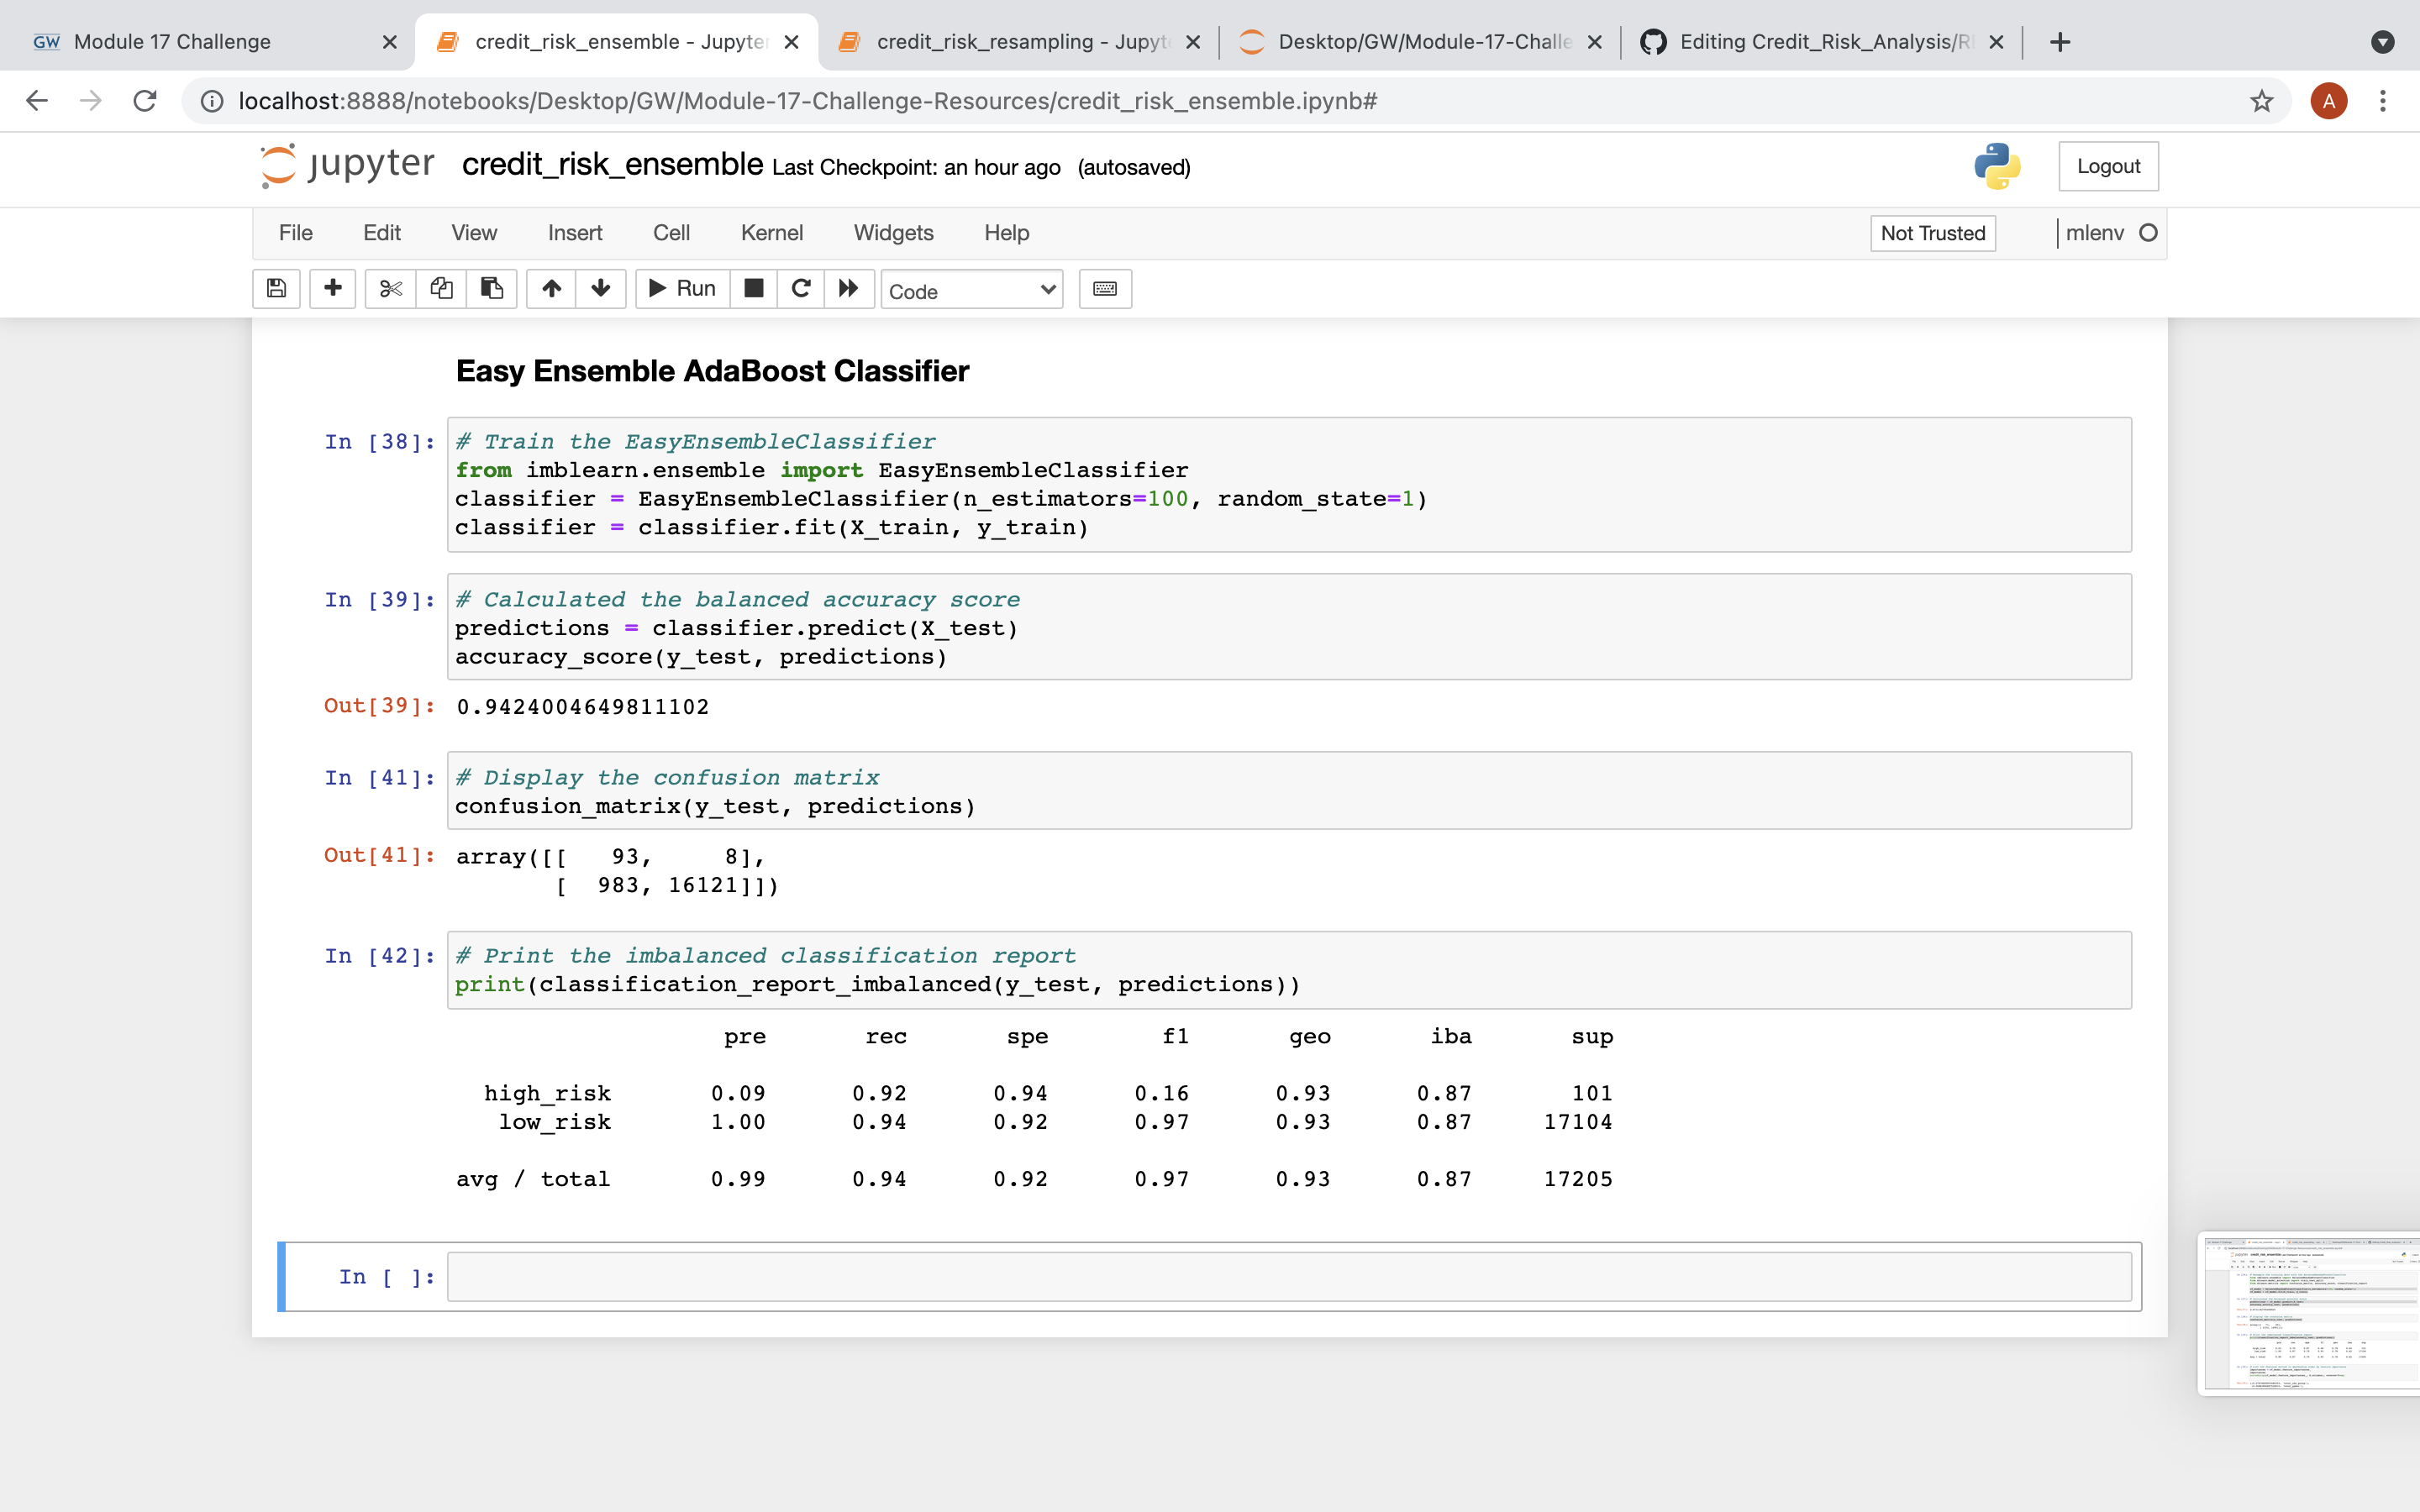 GW Module 17 Challenge
credit_risk_ensemble - Jupyte
credit_risk_resampling - Jupyt
Desktop/GW/Module-17-Challe
Editing Credit_Risk_Analysis/R
localhost:8888/notebooks/Desktop/GW/Module-17-Challenge-Resources/credit_risk_ensemble.ipynb#
A
jupyter credit_risk_ensemble Last Checkpoint: an hour ago (autosaved)
Logout
File Edit View Insert Cell Kernel Widgets Help
Not Trusted
mlenv
Run
Code
Easy Ensemble AdaBoost Classifier
In [38]: # Train the EasyEnsembleClassifier
from imblearn.ensemble import EasyEnsembleClassifier
classifier = EasyEnsembleClassifier(n_estimators=100, random_state=1)
classifier = classifier.fit(X_train, y_train)
In [39]: # Calculated the balanced accuracy score
predictions = classifier.predict(X_test)
accuracy_score(y_test, predictions)
Out[39]: 0.9424004649811102
In [41]: # Display the confusion matrix
confusion_matrix(y_test, predictions)
Out[41]: array([[   93,     8],
[  983, 16121]])
In [42]: # Print the imbalanced classification report
print(classification_report_imbalanced(y_test, predictions))
pre rec spe f1 geo iba sup
high_risk 0.09 0.92 0.94 0.16 0.93 0.87 101
low_risk 1.00 0.94 0.92 0.97 0.93 0.87 17104
avg / total 0.99 0.94 0.92 0.97 0.93 0.87 17205
In [ ]: